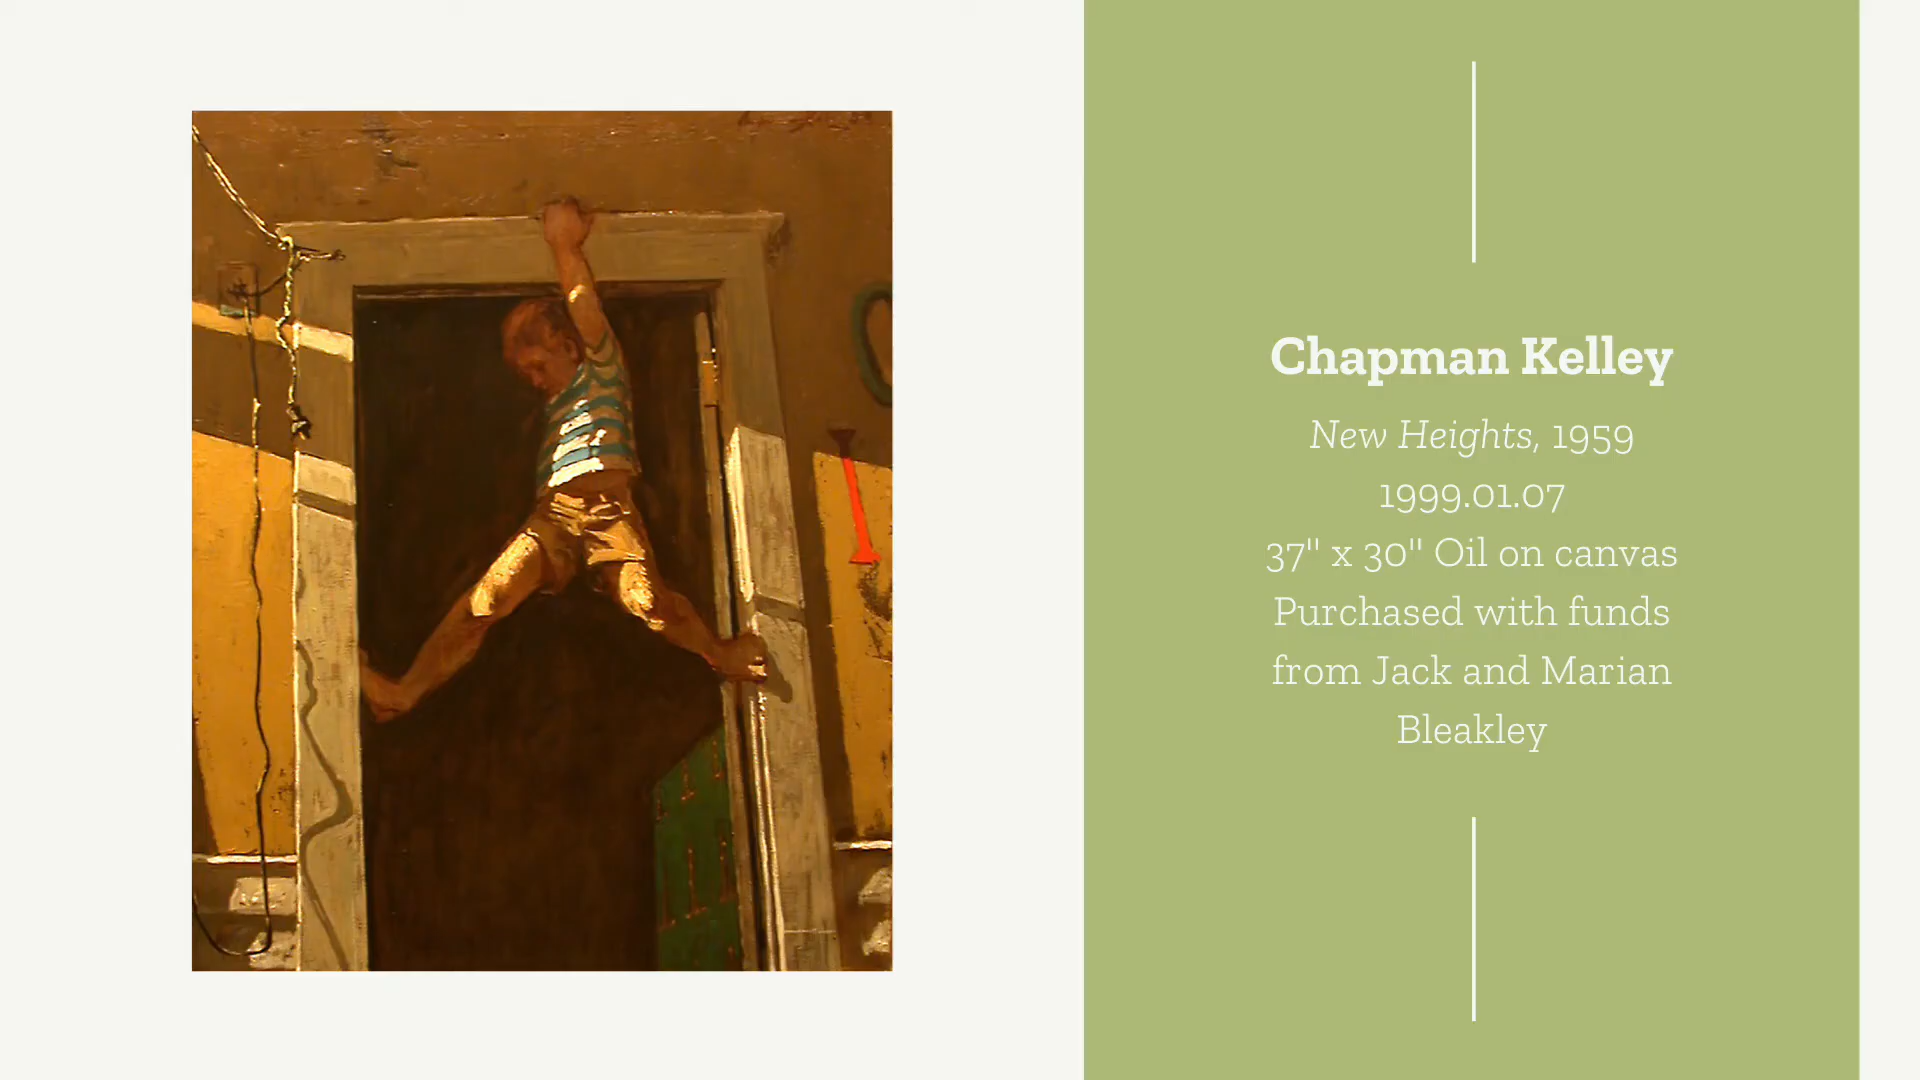 Chapman Kelley
New Heights, 1959
1999.01.07
37" x 30" Oil on canvas
Purchased with funds
from Jack and Marian
Bleakley